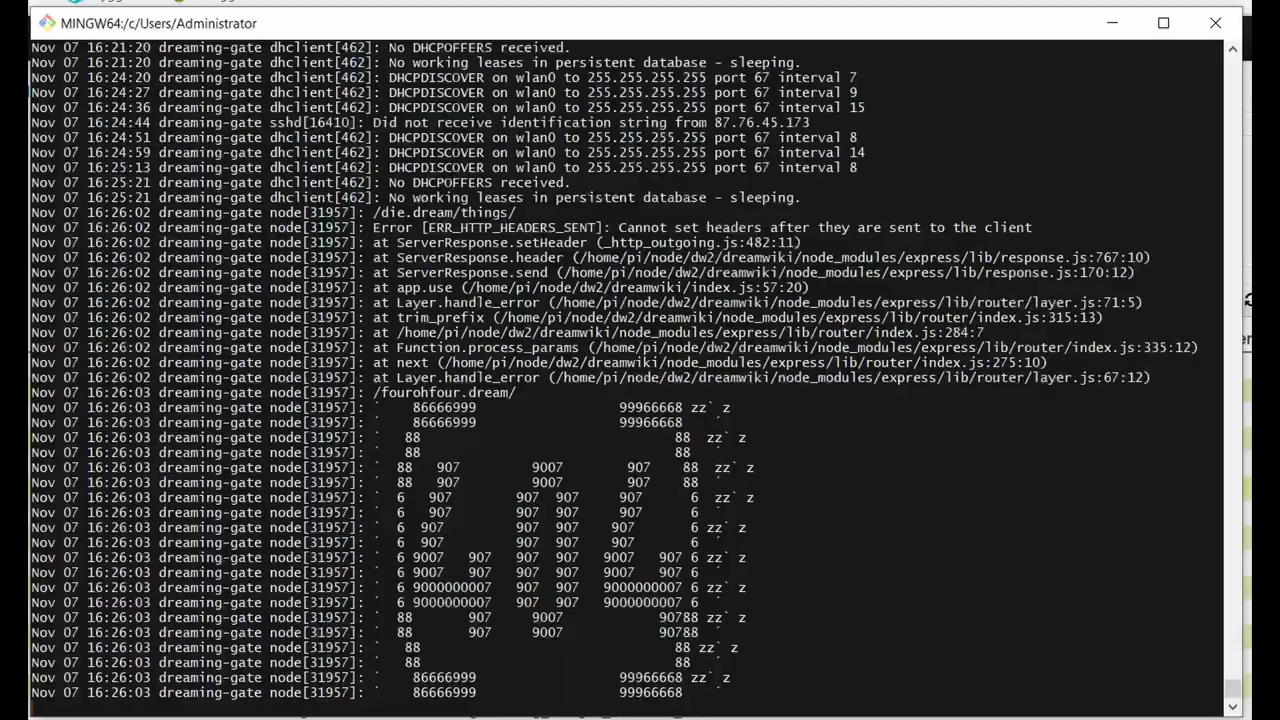 MINGW64:/c/Users/Administrator
Nov 07 16:21:20 dreaming-gate dhclient[462]: No DHCPOFFERS received.
Nov 07 16:21:20 dreaming-gate dhclient[462]: No working leases in persistent database - sleeping.
Nov 07 16:24:20 dreaming-gate dhclient[462]: DHCPDISCOVER on wlan0 to 255.255.255.255 port 67 interval 7
Nov 07 16:24:27 dreaming-gate dhclient[462]: DHCPDISCOVER on wlan0 to 255.255.255.255 port 67 interval 9
Nov 07 16:24:36 dreaming-gate dhclient[462]: DHCPDISCOVER on wlan0 to 255.255.255.255 port 67 interval 15
Nov 07 16:24:44 dreaming-gate sshd[16410]: Did not receive identification string from 87.76.45.173
Nov 07 16:24:51 dreaming-gate dhclient[462]: DHCPDISCOVER on wlan0 to 255.255.255.255 port 67 interval 8
Nov 07 16:24:59 dreaming-gate dhclient[462]: DHCPDISCOVER on wlan0 to 255.255.255.255 port 67 interval 14
Nov 07 16:25:13 dreaming-gate dhclient[462]: DHCPDISCOVER on wlan0 to 255.255.255.255 port 67 interval 8
Nov 07 16:25:21 dreaming-gate dhclient[462]: No DHCPOFFERS received.
Nov 07 16:25:21 dreaming-gate dhclient[462]: No working leases in persistent database - sleeping.
Nov 07 16:26:02 dreaming-gate node[31957]: /die.dream/things/
Nov 07 16:26:02 dreaming-gate node[31957]: Error [ERR_HTTP_HEADERS_SENT]: Cannot set headers after they are sent to the client
Nov 07 16:26:02 dreaming-gate node[31957]: at ServerResponse.setHeader (_http_outgoing.js:482:11)
Nov 07 16:26:02 dreaming-gate node[31957]: at ServerResponse.header (/home/pi/node/dw2/dreamwiki/node_modules/express/lib/response.js:767:10)
Nov 07 16:26:02 dreaming-gate node[31957]: at ServerResponse.send (/home/pi/node/dw2/dreamwiki/node_modules/express/lib/response.js:170:12)
Nov 07 16:26:02 dreaming-gate node[31957]: at app.use (/home/pi/node/dw2/dreamwiki/index.js:57:20)
Nov 07 16:26:02 dreaming-gate node[31957]: at Layer.handle_error (/home/pi/node/dw2/dreamwiki/node_modules/express/lib/router/layer.js:71:5)
Nov 07 16:26:02 dreaming-gate node[31957]: at trim_prefix (/home/pi/node/dw2/dreamwiki/node_modules/express/lib/router/index.js:315:13)
Nov 07 16:26:02 dreaming-gate node[31957]: at /home/pi/node/dw2/dreamwiki/node_modules/express/lib/router/index.js:284:7
Nov 07 16:26:02 dreaming-gate node[31957]: at Function.process_params (/home/pi/node/dw2/dreamwiki/node_modules/express/lib/router/index.js:335:12)
Nov 07 16:26:02 dreaming-gate node[31957]: at next (/home/pi/node/dw2/dreamwiki/node_modules/express/lib/router/index.js:275:10)
Nov 07 16:26:02 dreaming-gate node[31957]: at Layer.handle_error (/home/pi/node/dw2/dreamwiki/node_modules/express/lib/router/layer.js:67:12)
Nov 07 16:26:03 dreaming-gate node[31957]: /fourohfour.dream/
Nov 07 16:26:03 dreaming-gate node[31957]: ` 86666999 99966668 zz` z
Nov 07 16:26:03 dreaming-gate node[31957]: ´ 86666999 99966668 ´
Nov 07 16:26:03 dreaming-gate node[31957]: ` 88 88 zz` z
Nov 07 16:26:03 dreaming-gate node[31957]: ´ 88 88 ´
Nov 07 16:26:03 dreaming-gate node[31957]: ` 88 907 9007 907 88 zz` z
Nov 07 16:26:03 dreaming-gate node[31957]: ´ 88 907 9007 907 88 ´
Nov 07 16:26:03 dreaming-gate node[31957]: ` 6 907 907 907 907 6 zz` z
Nov 07 16:26:03 dreaming-gate node[31957]: ´ 6 907 907 907 907 6 ´
Nov 07 16:26:03 dreaming-gate node[31957]: ` 6 907 907 907 907 6 zz` z
Nov 07 16:26:03 dreaming-gate node[31957]: ´ 6 907 907 907 907 6 ´
Nov 07 16:26:03 dreaming-gate node[31957]: ` 6 9007 907 907 907 9007 907 6 zz` z
Nov 07 16:26:03 dreaming-gate node[31957]: ´ 6 9007 907 907 907 9007 907 6 ´
Nov 07 16:26:03 dreaming-gate node[31957]: ` 6 9000000007 907 907 9000000007 6 zz` z
Nov 07 16:26:03 dreaming-gate node[31957]: ´ 6 9000000007 907 907 9000000007 6 ´
Nov 07 16:26:03 dreaming-gate node[31957]: ` 88 907 9007 90788 zz` z
Nov 07 16:26:03 dreaming-gate node[31957]: ´ 88 907 9007 90788 ´
Nov 07 16:26:03 dreaming-gate node[31957]: ` 88 88 zz` z
Nov 07 16:26:03 dreaming-gate node[31957]: ´ 88 88 ´
Nov 07 16:26:03 dreaming-gate node[31957]: ` 86666999 99966668 zz` z
Nov 07 16:26:03 dreaming-gate node[31957]: ´ 86666999 99966668 ´